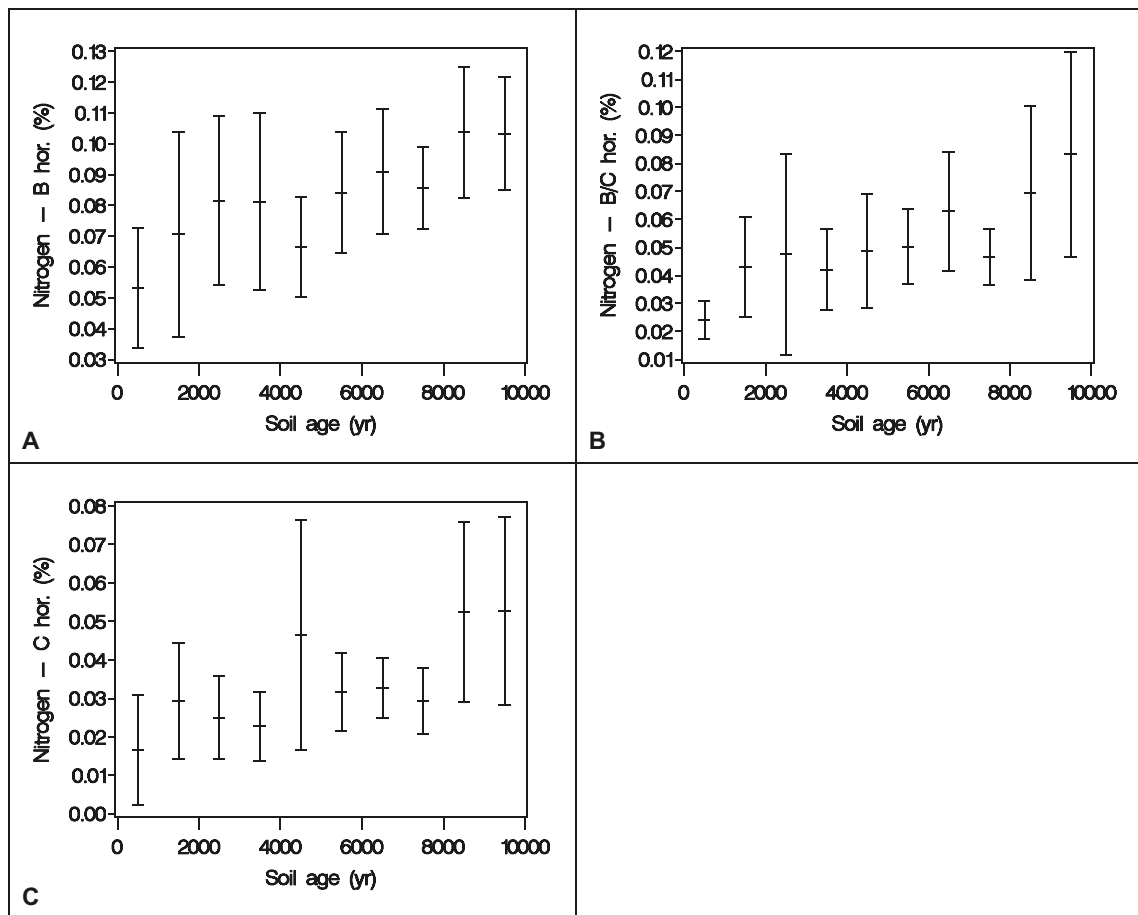 Nitrogen – B hor. (%)
0.13
0.12
0.11
0.10
0.09
0.08
0.07
0.06
0.05
0.04
0.03
0 2000 4000 6000 8000 10000
Soil age (yr)
A
Nitrogen – B/C hor. (%)
0.12
0.11
0.10
0.09
0.08
0.07
0.06
0.05
0.04
0.03
0.02
0.01
0 2000 4000 6000 8000 10000
Soil age (yr)
B
Nitrogen – C hor. (%)
0.08
0.07
0.06
0.05
0.04
0.03
0.02
0.01
0.00
0 2000 4000 6000 8000 10000
Soil age (yr)
C